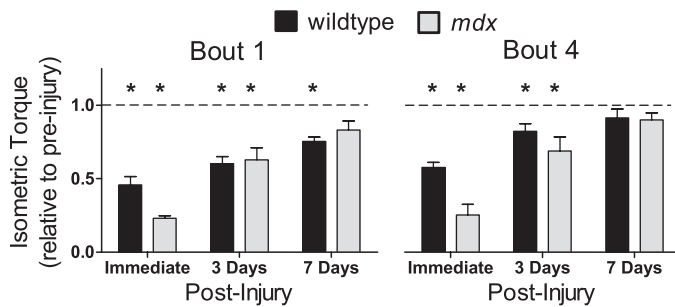 wildtype mdx
Bout 1 Bout 4
Isometric Torque
(relative to pre-injury)
* * * * * * * * *
1.0
0.5
0.0
Immediate 3 Days 7 Days Immediate 3 Days 7 Days
Post-Injury Post-Injury